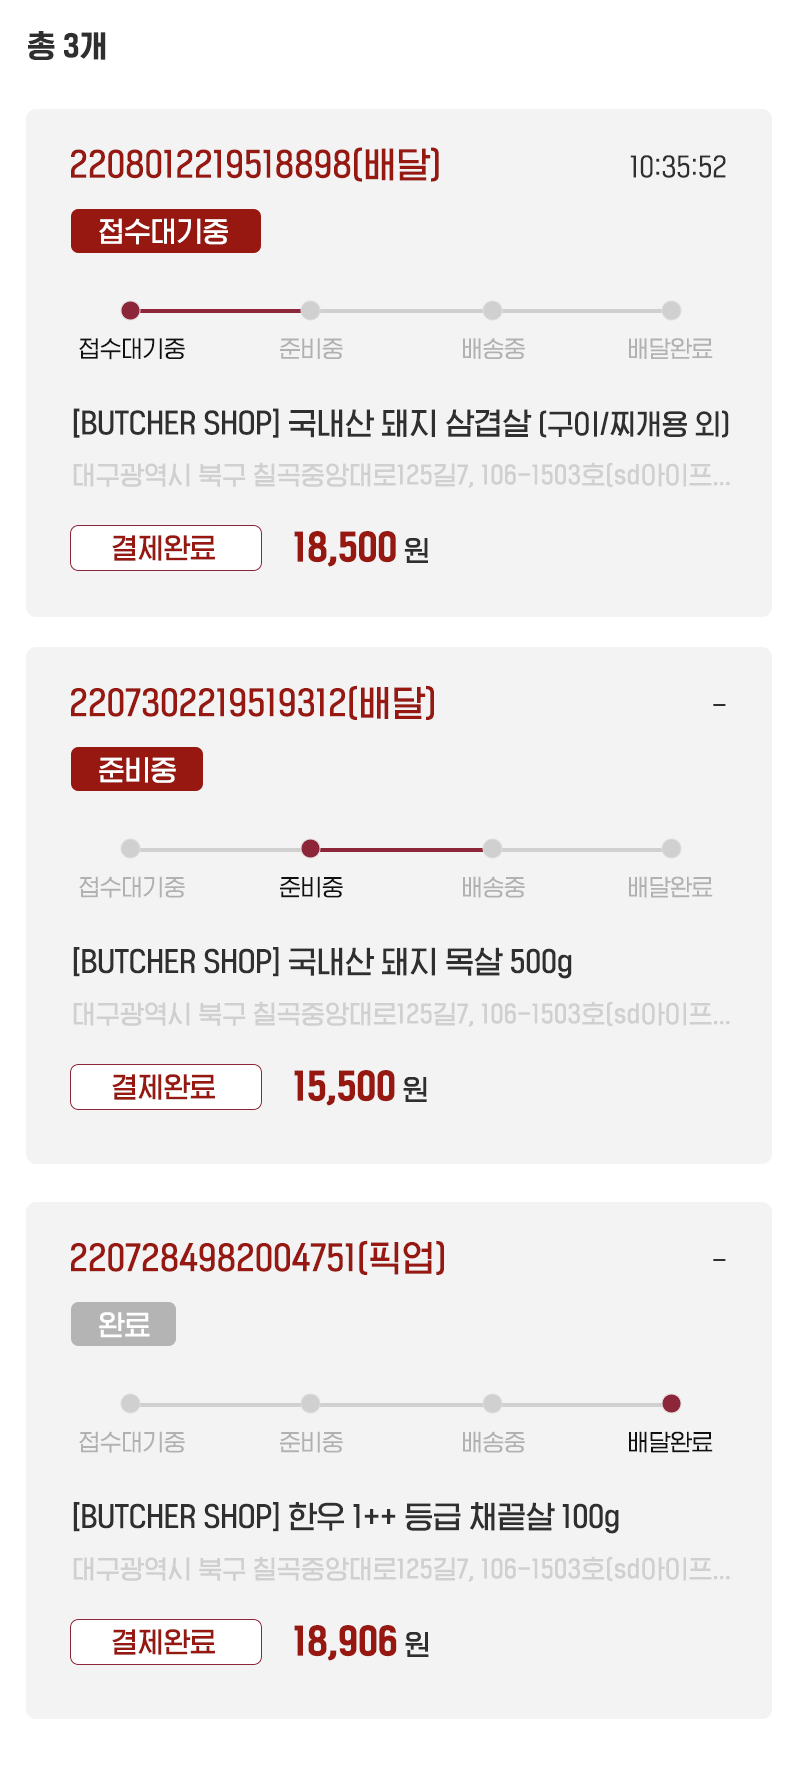 총 3개
2208012219518898(배달) 10:35:52
접수대기중
접수대기중 준비중 배송중 배달완료
[BUTCHER SHOP] 국내산 돼지 삼겹살 (구이/찌개용 외)
대구광역시 북구 칠곡중앙대로125길7, 106-1503호(sd아이프...
결제완료 18,500 원
2207302219519312(배달) -
준비중
접수대기중 준비중 배송중 배달완료
[BUTCHER SHOP] 국내산 돼지 목살 500g
대구광역시 북구 칠곡중앙대로125길7, 106-1503호(sd아이프...
결제완료 15,500 원
2207284982004751(픽업) -
완료
접수대기중 준비중 배송중 배달완료
[BUTCHER SHOP] 한우 1++ 등급 채끝살 100g
대구광역시 북구 칠곡중앙대로125길7, 106-1503호(sd아이프...
결제완료 18,906 원